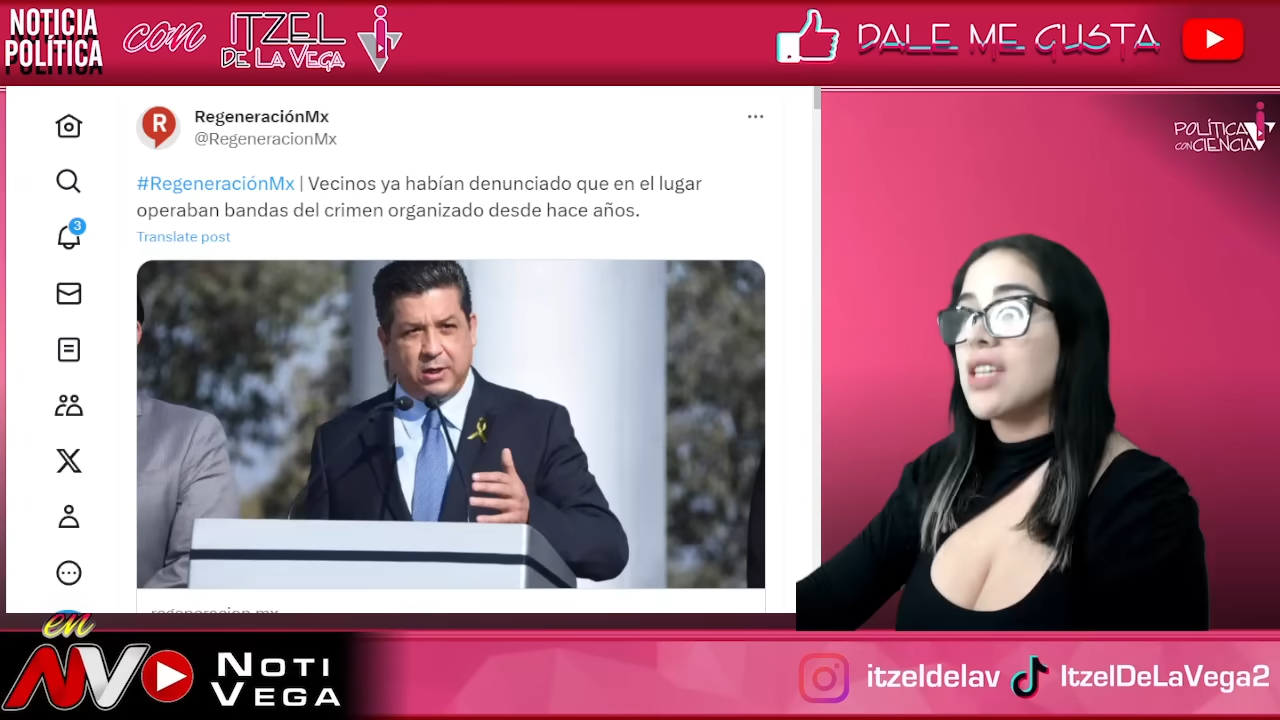 NOTICIA
POLÍTICA
con
ITZEL
DE LA VEGA
DALE ME GUSTA
RegeneraciónMx
@RegeneracionMx
#RegeneraciónMx | Vecinos ya habían denunciado que en el lugar
operaban bandas del crimen organizado desde hace años.
Translate post
3
R
POLÍTICA
CON CIENCIA
regeneracion.mx
en
NV
NOTI
VEGA
itzeldelav
ItzelDeLaVega2